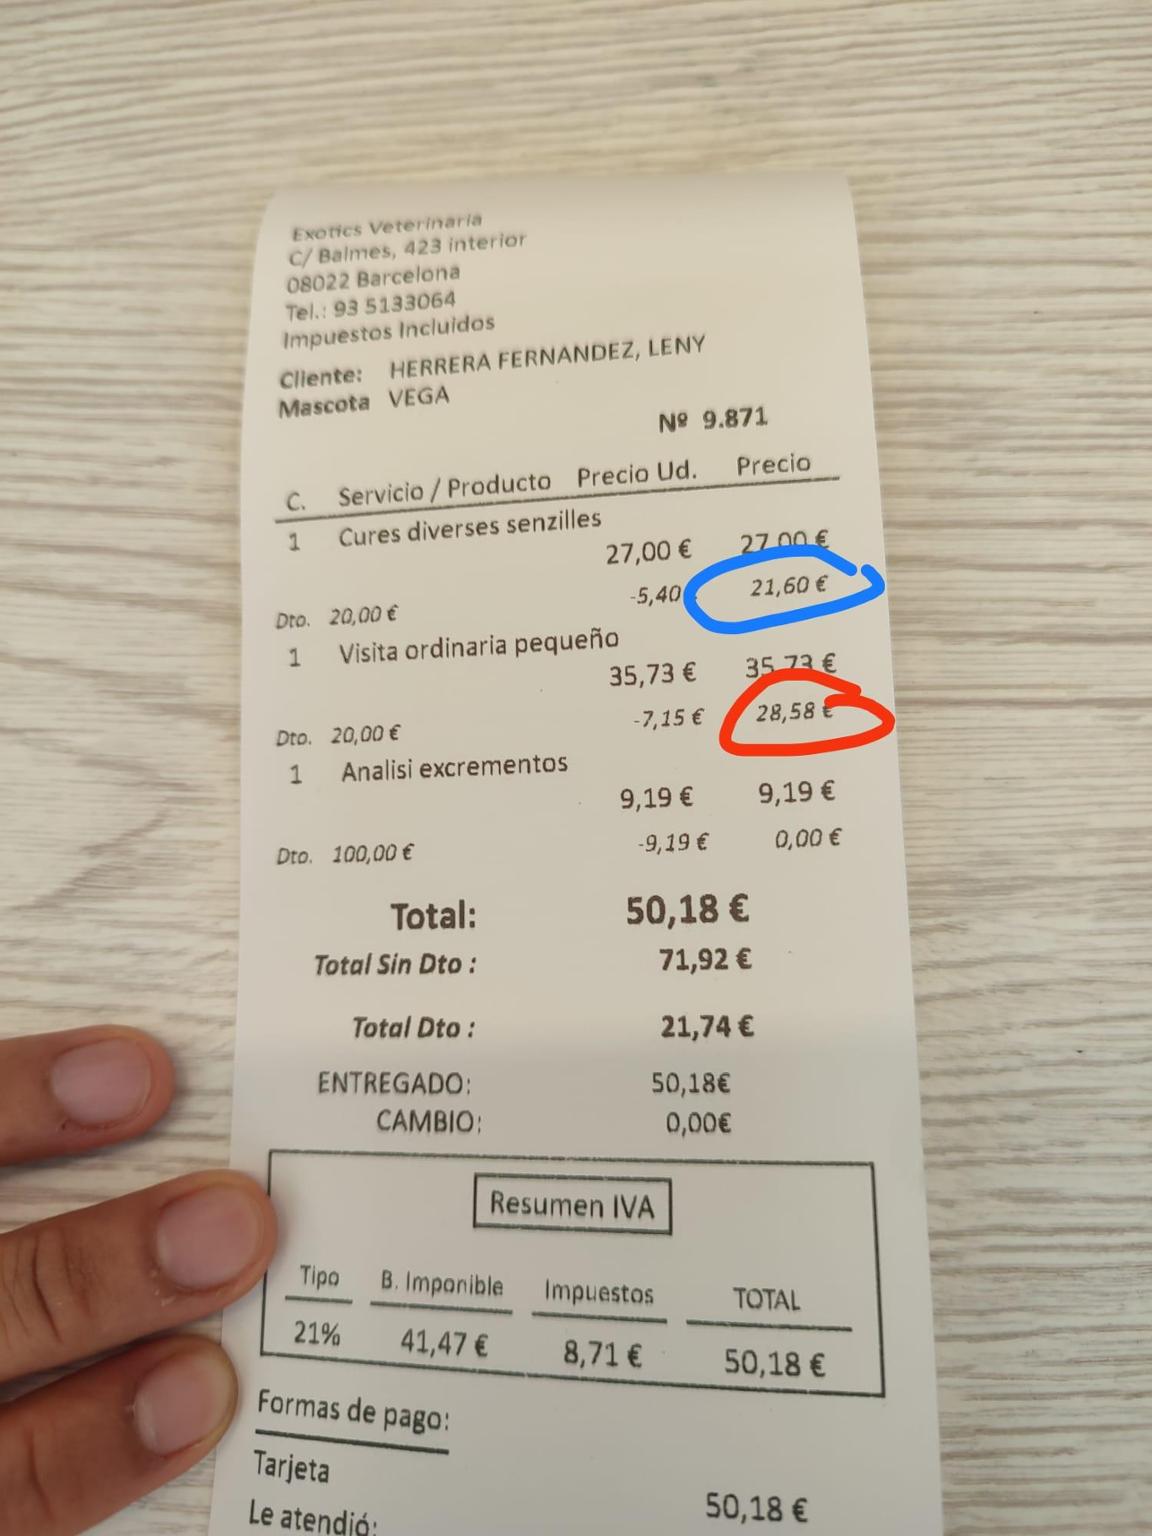 Exotics Veterinaria
C/ Balmes, 423 interior
08022 Barcelona
Tel.: 93 5133064
Impuestos Incluidos
Cliente: HERRERA FERNANDEZ, LENY
Mascota VEGA
Nº 9.871
C. Servicio / Producto Precio Ud. Precio
1 Cures diverses senzilles
27,00 € 27,00 €
Dto. 20,00 € -5,40 21,60 €
1 Visita ordinaria pequeño
35,73 € 35,73 €
Dto. 20,00 € -7,15 € 28,58 €
1 Analisi excrementos
9,19 € 9,19 €
Dto. 100,00 € -9,19 € 0,00 €
Total: 50,18 €
Total Sin Dto : 71,92 €
Total Dto : 21,74 €
ENTREGADO: 50,18€
CAMBIO: 0,00€
Resumen IVA
Tipo B. Imponible Impuestos TOTAL
21% 41,47 € 8,71 € 50,18 €
Formas de pago:
Tarjeta 50,18 €
Le atendió: